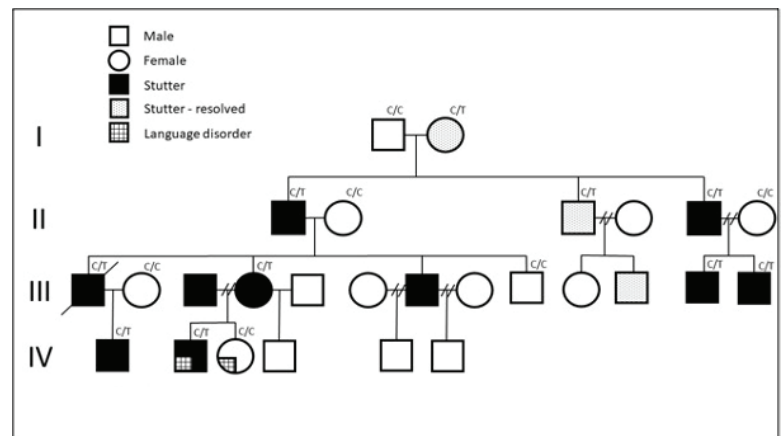 Male
Female
Stutter
Stutter - resolved
Language disorder
I
C/C C/T
II
C/T C/C C/T C/T C/C
III
C/T C/C C/T C/C C/T C/T
IV
C/T C/T C/C